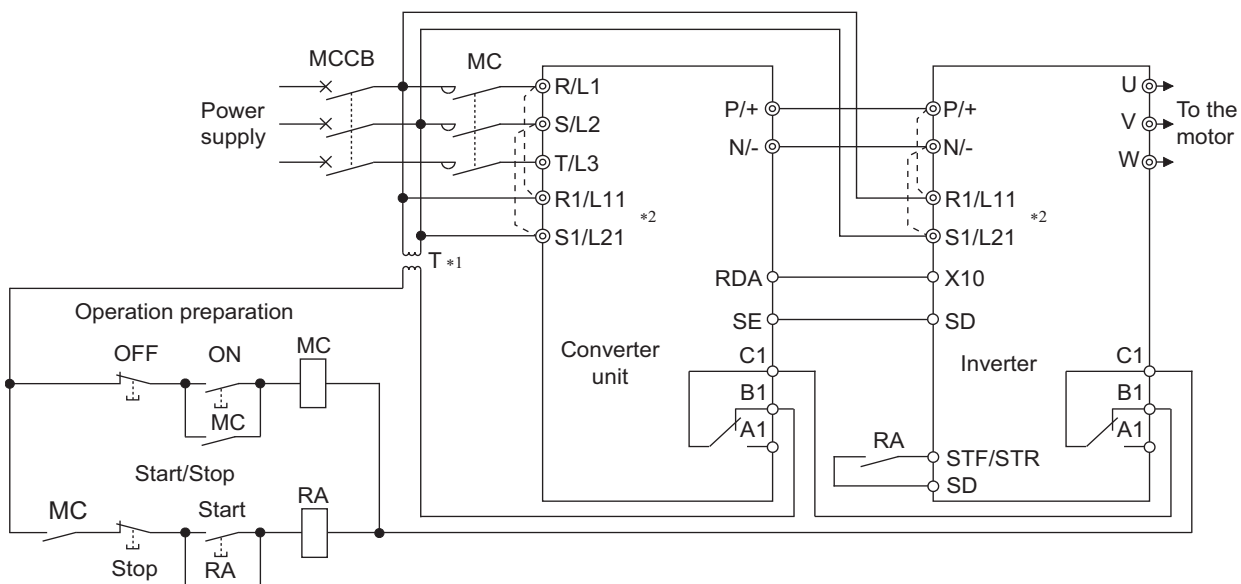 MCCB
MC
Power
supply
R/L1
S/L2
T/L3
R1/L11
*2
S1/L21
P/+
N/-
P/+
N/-
R1/L11
*2
S1/L21
U
V
W
To the
motor
T *1
RDA
X10
SE
SD
Operation preparation
OFF
ON
MC
MC
Converter
unit
Inverter
C1
B1
A1
C1
B1
A1
Start/Stop
RA
STF/STR
SD
MC
Start
RA
Stop
RA